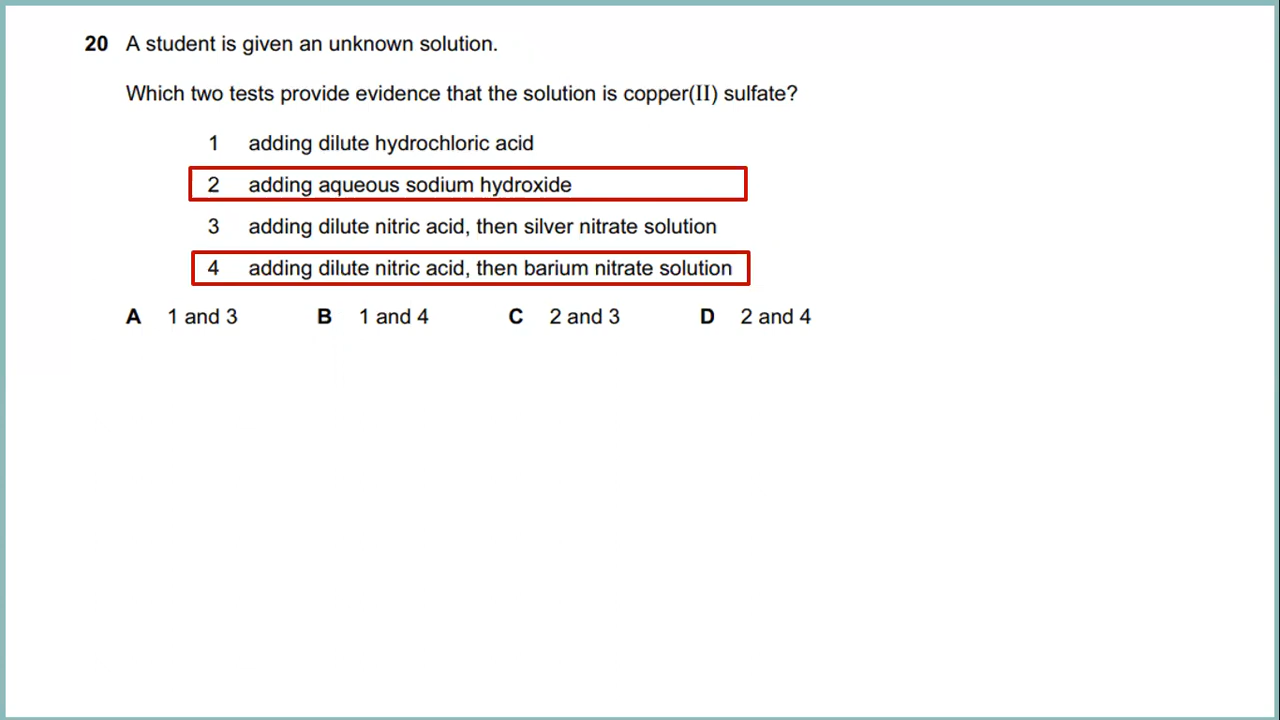 20 A student is given an unknown solution.
Which two tests provide evidence that the solution is copper(II) sulfate?
1 adding dilute hydrochloric acid
2 adding aqueous sodium hydroxide
3 adding dilute nitric acid, then silver nitrate solution
4 adding dilute nitric acid, then barium nitrate solution
A 1 and 3 B 1 and 4 C 2 and 3 D 2 and 4